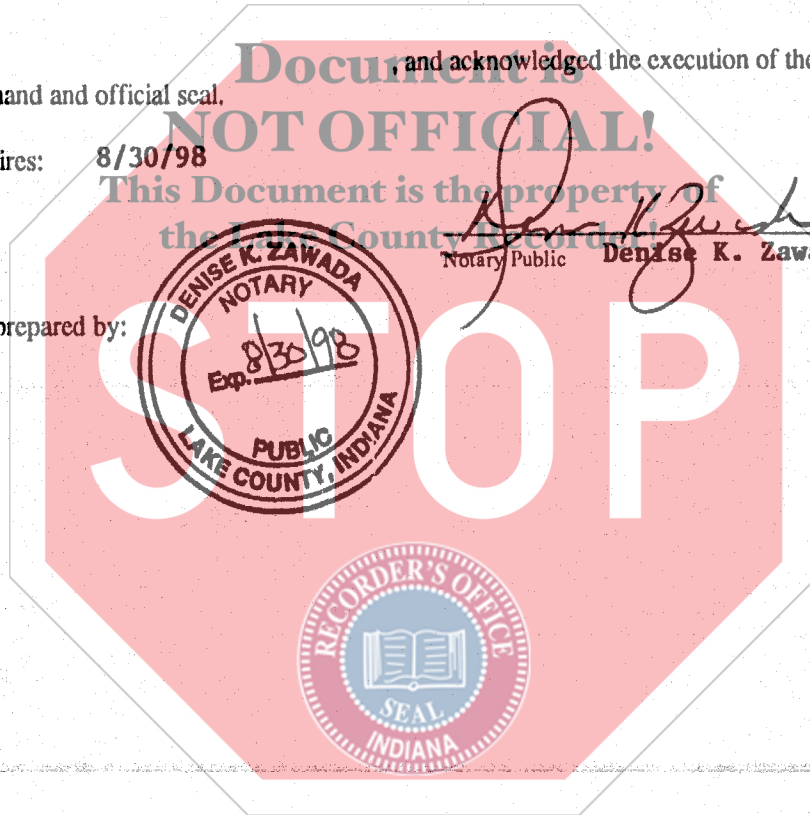 Document is
, and acknowledged the execution of the
hand and official seal.
NOT OFFICIAL!
ires: 8/30/98
This Document is the property of
the Lake County Recorder!
Notary Public Denise K. Zawa
DENISE K. ZAWADA
NOTARY
prepared by:
Exp. 8/30/98
PUBLIC
LAKE COUNTY, INDIANA
STOP
RECORDER'S OFFICE
SEAL
INDIANA